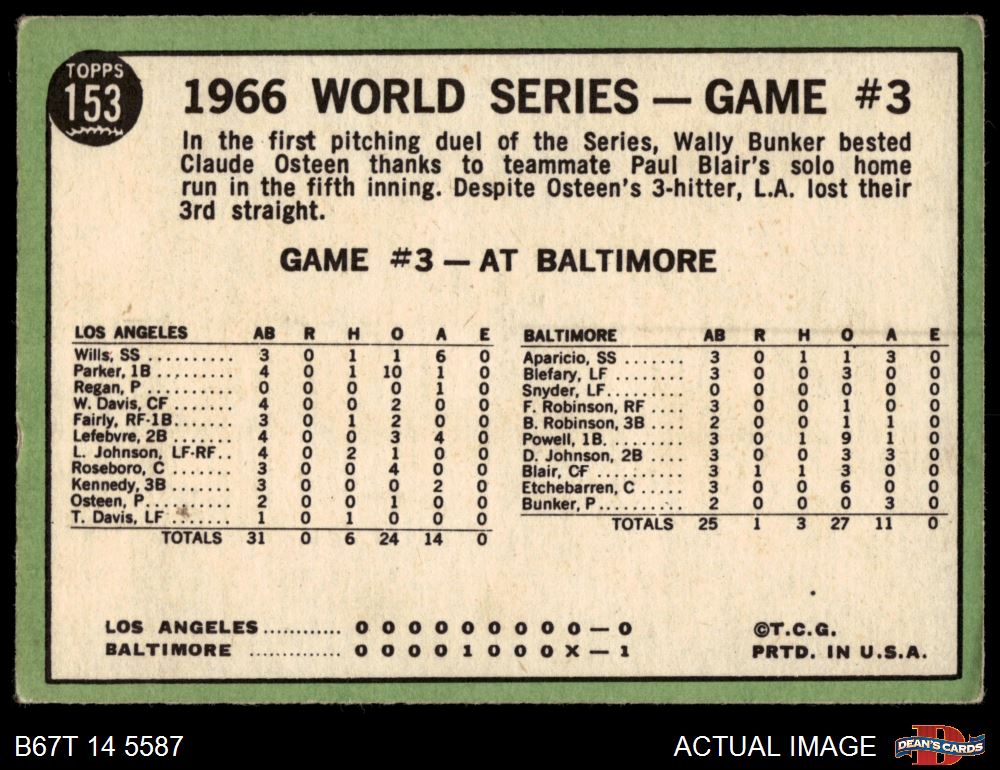 TOPPS
153
1966 WORLD SERIES — GAME #3
In the first pitching duel of the Series, Wally Bunker bested
Claude Osteen thanks to teammate Paul Blair's solo home
run in the fifth inning. Despite Osteen's 3-hitter, L.A. lost their
3rd straight.
GAME #3 — AT BALTIMORE
LOS ANGELES AB R H O A E
Wills, SS .......... 3 0 1 1 6 0
Parker, 1B ......... 4 0 1 10 1 0
Regan, P ........... 0 0 0 0 1 0
W. Davis, CF ....... 4 0 0 2 0 0
Fairly, RF-1B....... 3 0 1 2 0 0
Lefebvre, 2B ....... 4 0 0 3 4 0
L. Johnson, LF-RF.. 4 0 2 1 0 0
Roseboro, C ........ 3 0 0 4 0 0
Kennedy, 3B ....... 3 0 0 0 2 0
Osteen, P.......... 2 0 0 1 0 0
T. Davis, LF ....... 1 0 1 0 0 0
TOTALS 31 0 6 24 14 0
BALTIMORE AB R H O A E
Aparicio, SS ....... 3 0 1 1 3 0
Blefary, LF ........ 3 0 0 3 0 0
Snyder, LF......... 0 0 0 0 0 0
F. Robinson, RF .... 3 0 0 1 0 0
B. Robinson, 3B .... 2 0 0 1 1 0
Powell, 1B.......... 3 0 1 9 1 0
D. Johnson, 2B ..... 3 0 0 3 3 0
Blair, CF .......... 3 1 1 3 0 0
Etchebarren, C ..... 3 0 0 6 0 0
Bunker, P.......... 2 0 0 0 3 0
TOTALS 25 1 3 27 11 0
LOS ANGELES ............ 0 0 0 0 0 0 0 0 0 — 0
BALTIMORE .............. 0 0 0 0 1 0 0 0 X — 1
©T.C.G.
PRTD. IN U.S.A.
B67T 14 5587
ACTUAL IMAGE
D
DEAN'S CARDS